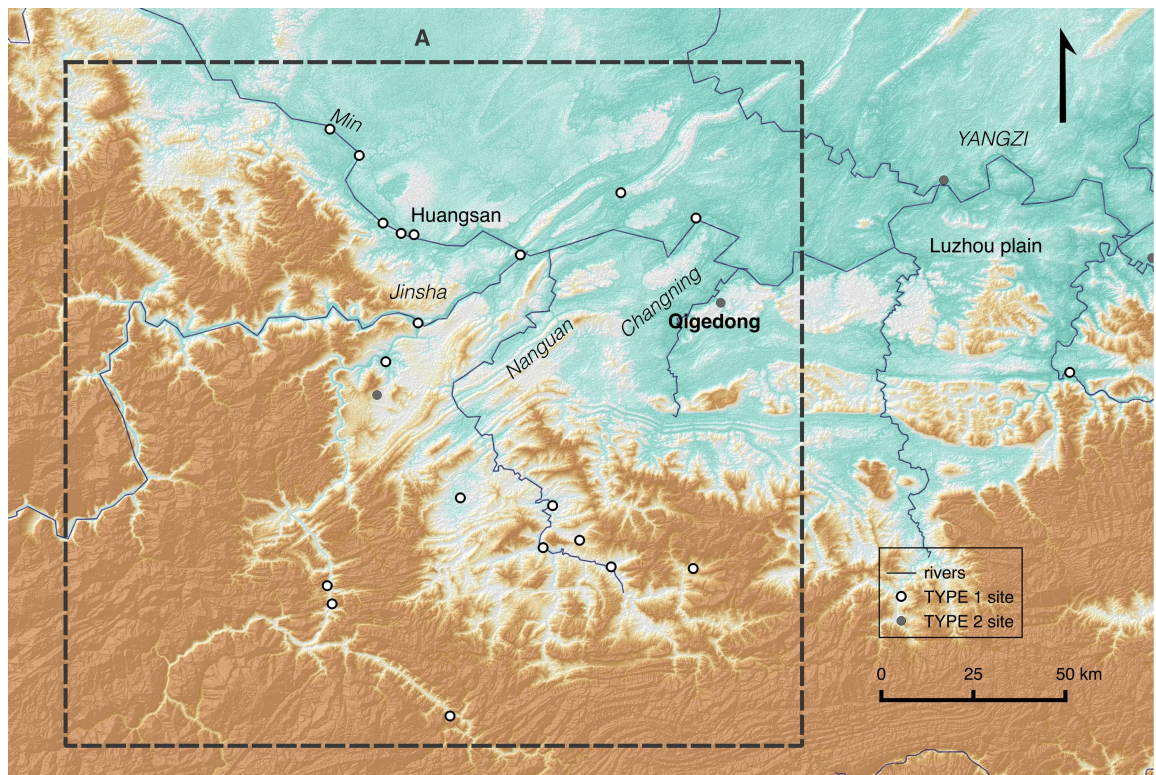 A
Min
YANGZI
Huangsan
Luzhou plain
Jinsha
Changning
Qigedong
Nanguan
rivers
TYPE 1 site
TYPE 2 site
0 25 50 km